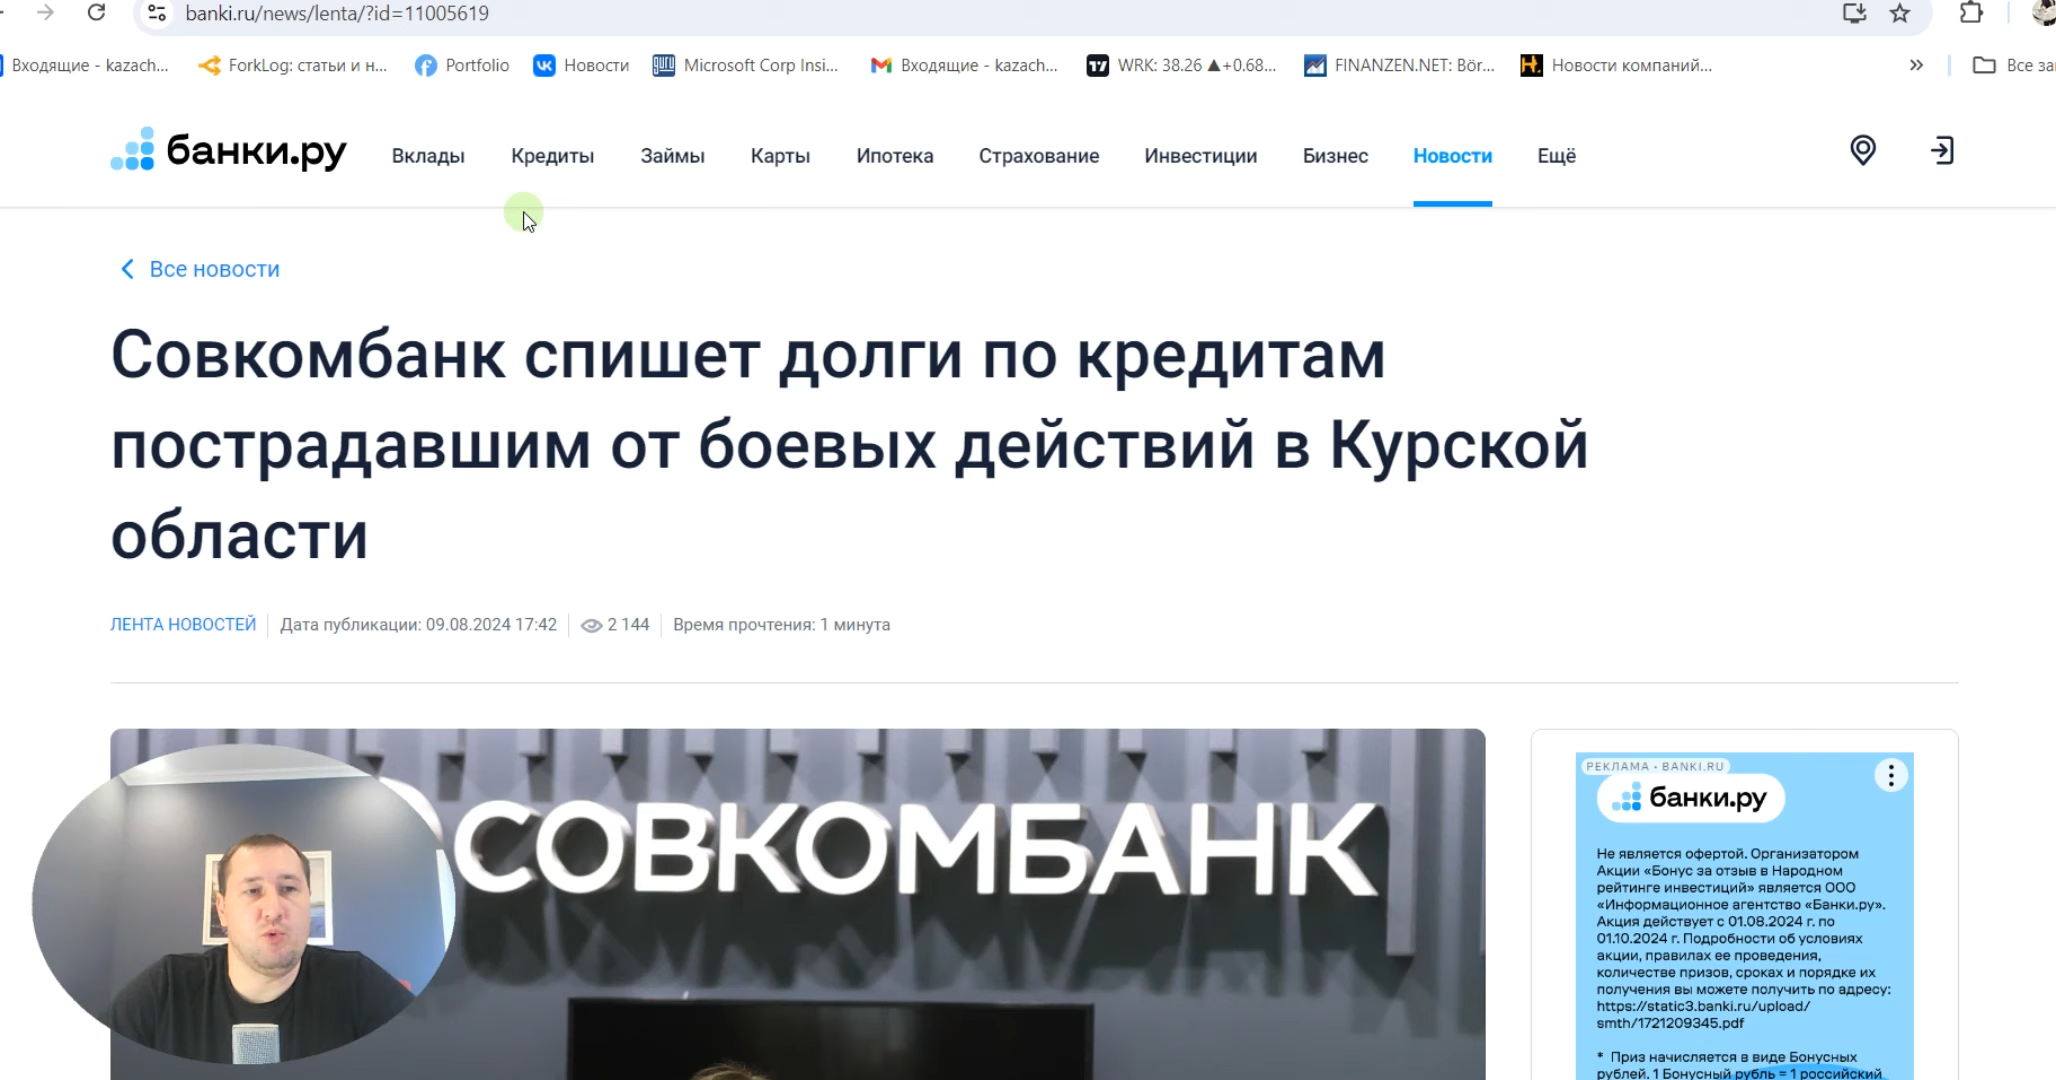 banki.ru/news/lenta/?id=11005619
Входящие - kazach... ForkLog: статьи и н... Portfolio Новости Microsoft Corp Insi... Входящие - kazach... WRK: 38.26 ▲+0.68... FINANZEN.NET: Bör... Новости компаний... » Все
банки.ру Вклады Кредиты Займы Карты Ипотека Страхование Инвестиции Бизнес Новости Ещё
Все новости
Совкомбанк спишет долги по кредитам
пострадавшим от боевых действий в Курской
области
ЛЕНТА НОВОСТЕЙ Дата публикации: 09.08.2024 17:42 2 144 Время прочтения: 1 минута
СОВКОМБАНК
РЕКЛАМА • BANKI.RU
банки.ру
Не является офертой. Организатором
Акции «Бонус за отзыв в Народном
рейтинге инвестиций» является ООО
«Информационное агентство «Банки.ру».
Акция действует с 01.08.2024 г. по
01.10.2024 г. Подробности об условиях
акции, правилах ее проведения,
количестве призов, сроках и порядке их
получения вы можете получить по адресу:
https://static3.banki.ru/upload/
smth/1721209345.pdf
* Приз начисляется в виде Бонусных
рублей. 1 Бонусный рубль = 1 российский